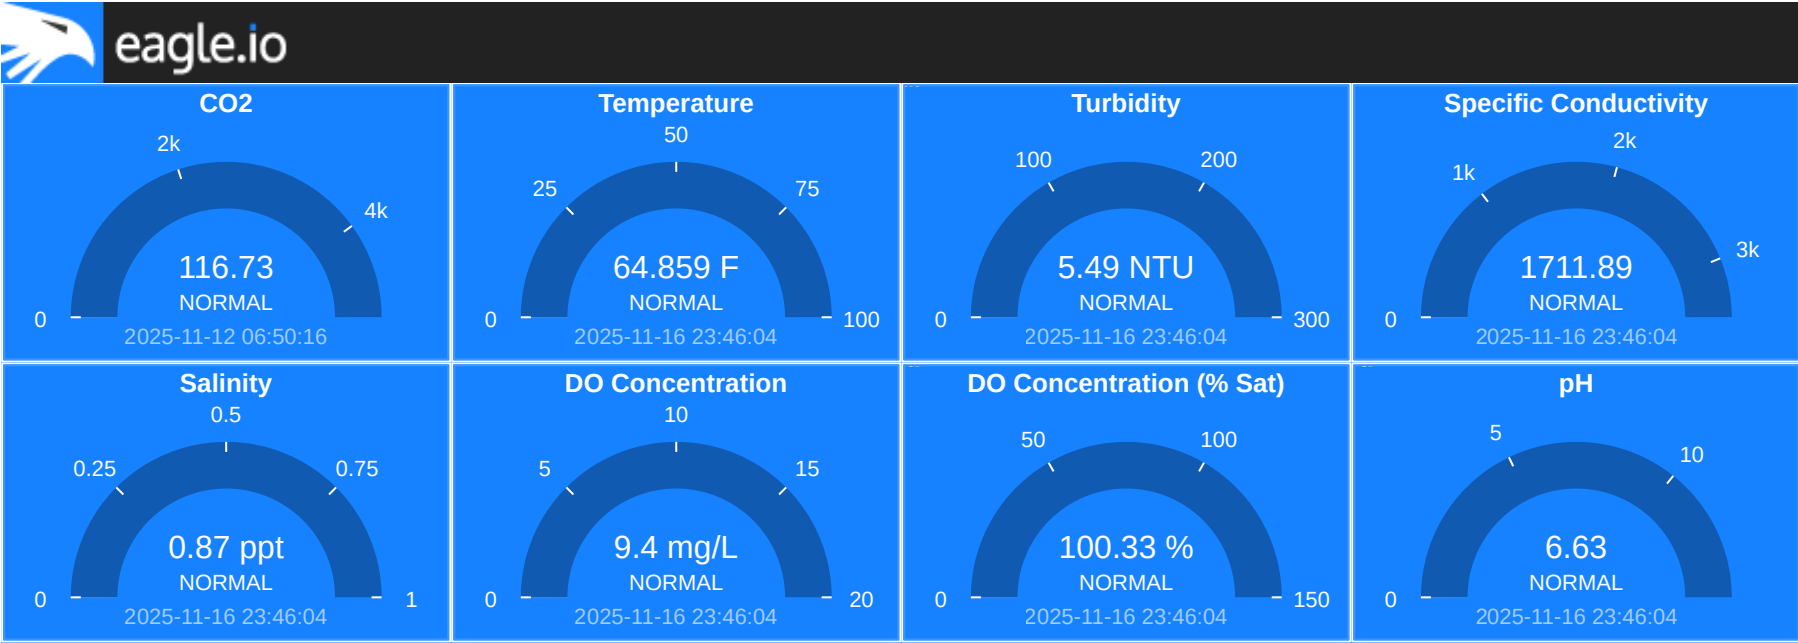 eagle.io
CO2
2k
4k
116.73
NORMAL
0
2025-11-12 06:50:16
Temperature
50
25
75
64.859 F
NORMAL
0
100
2025-11-16 23:46:04
Turbidity
100
200
5.49 NTU
NORMAL
0
300
2025-11-16 23:46:04
Specific Conductivity
2k
1k
3k
1711.89
NORMAL
0
2025-11-16 23:46:04
Salinity
0.5
0.25
0.75
0.87 ppt
NORMAL
0
1
2025-11-16 23:46:04
DO Concentration
10
5
15
9.4 mg/L
NORMAL
0
20
2025-11-16 23:46:04
DO Concentration (% Sat)
50
100
100.33 %
NORMAL
0
150
2025-11-16 23:46:04
pH
5
10
6.63
NORMAL
0
2025-11-16 23:46:04